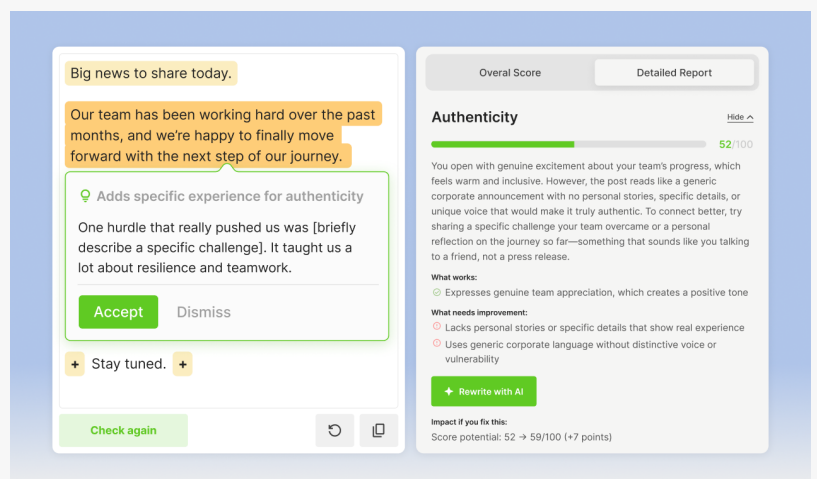 Big news to share today.
Our team has been working hard over the past
months, and we're happy to finally move
forward with the next step of our journey.
Adds specific experience for authenticity
One hurdle that really pushed us was [briefly
describe a specific challenge]. It taught us a
lot about resilience and teamwork.
Accept Dismiss
+ Stay tuned. +
Check again
Overal Score Detailed Report
Authenticity Hide
52/100
You open with genuine excitement about your team's progress, which
feels warm and inclusive. However, the post reads like a generic
corporate announcement with no personal stories, specific details, or
unique voice that would make it truly authentic. To connect better, try
sharing a specific challenge your team overcame or a personal
reflection on the journey so far—something that sounds like you talking
to a friend, not a press release.
What works:
Expresses genuine team appreciation, which creates a positive tone
What needs improvement:
Lacks personal stories or specific details that show real experience
Uses generic corporate language without distinctive voice or
vulnerability
Rewrite with AI
Impact if you fix this:
Score potential: 52 → 59/100 (+7 points)